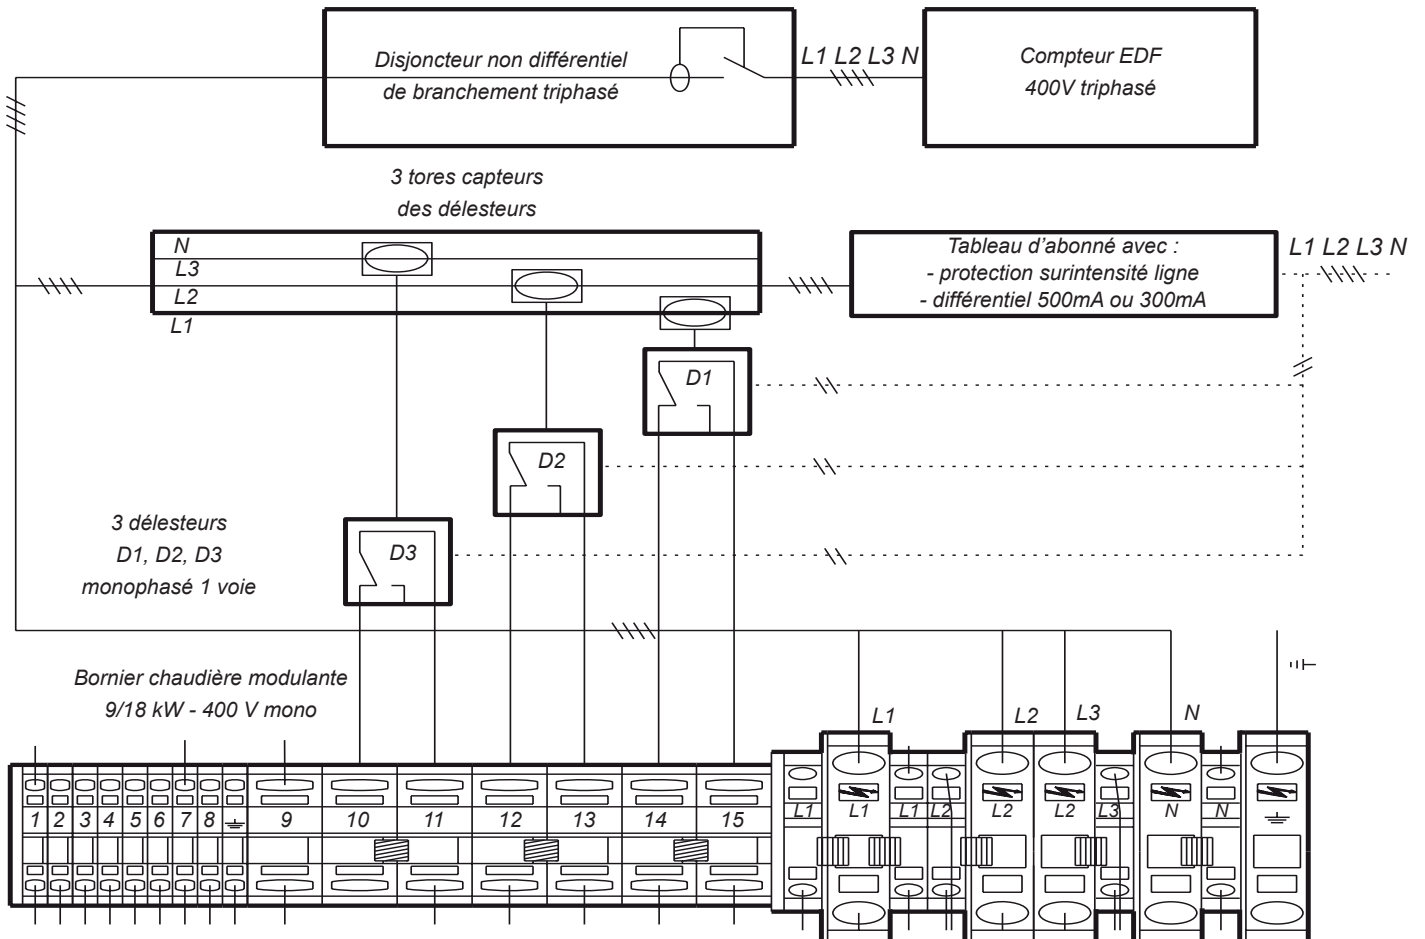 Disjoncteur non différentiel
de branchement triphasé
L1 L2 L3 N
Compteur EDF
400V triphasé
3 tores capteurs
des délesteurs
N
L3
L2
L1
Tableau d'abonné avec :
- protection surintensité ligne
- différentiel 500mA ou 300mA
L1 L2 L3 N
D1
D2
D3
3 délesteurs
D1, D2, D3
monophasé 1 voie
Bornier chaudière modulante
9/18 kW - 400 V mono
L1 L2 L3 N
1 2 3 4 5 6 7 8 9 10 11 12 13 14 15
L1 L1 L1 L2 L2 L2 L3 N N